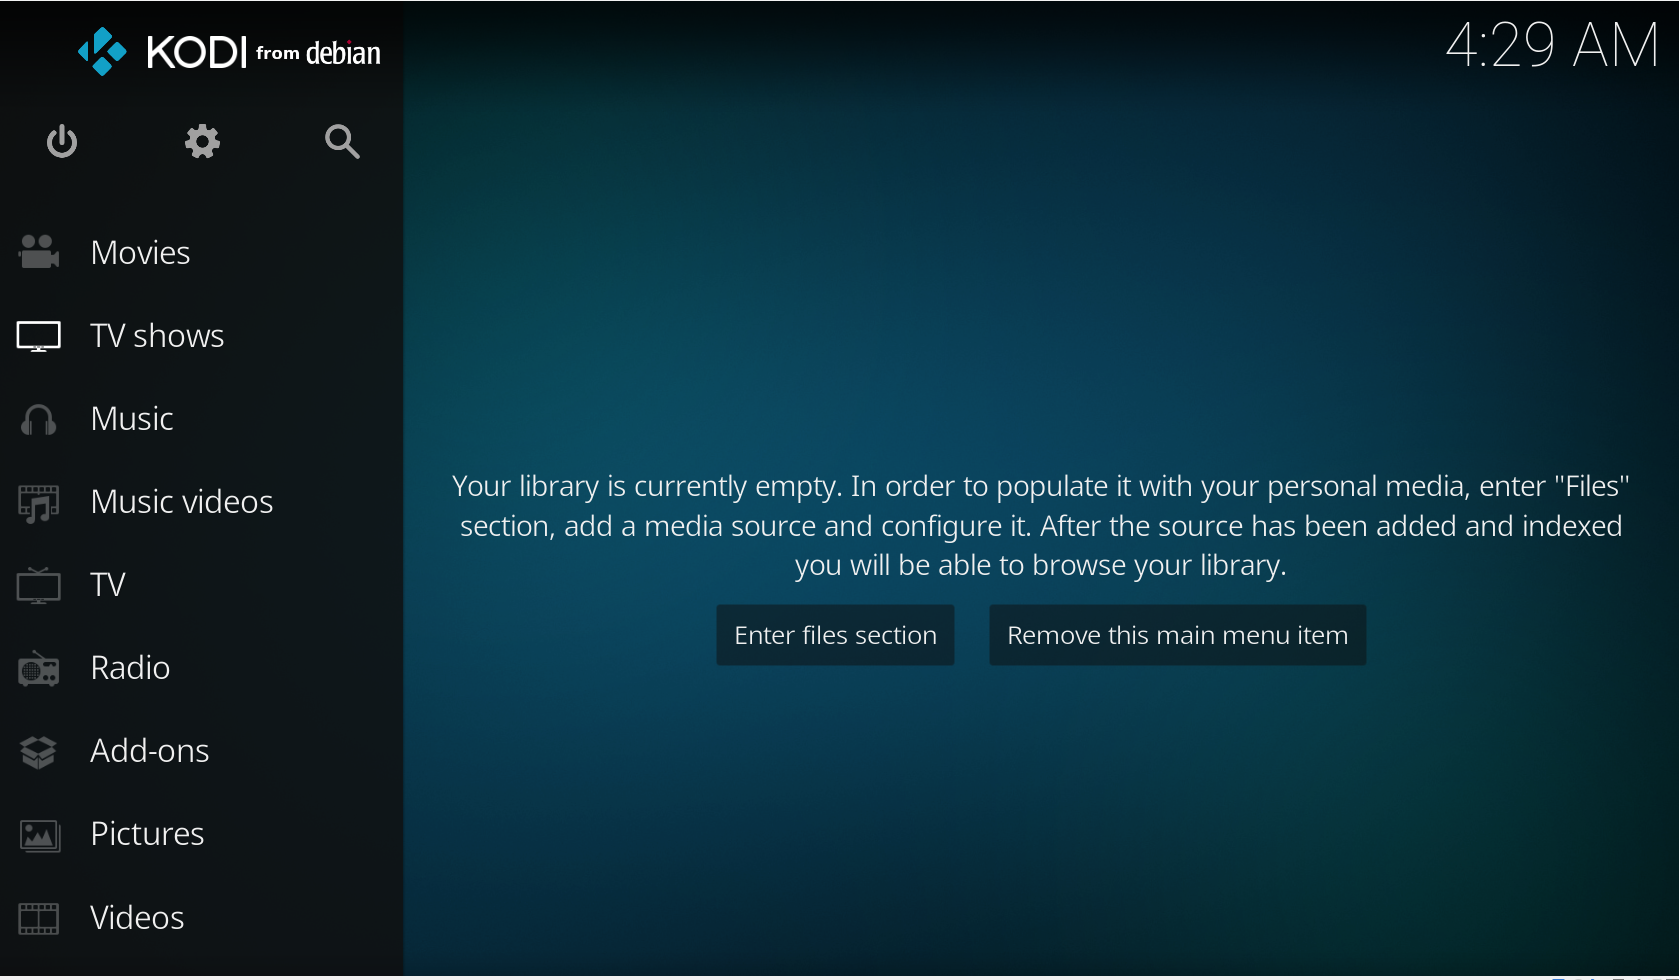 KODI from debian
4:29 AM
Movies
TV shows
Music
Music videos
TV
Radio
Add-ons
Pictures
Videos
Your library is currently empty. In order to populate it with your personal media, enter "Files"
section, add a media source and configure it. After the source has been added and indexed
you will be able to browse your library.
Enter files section
Remove this main menu item